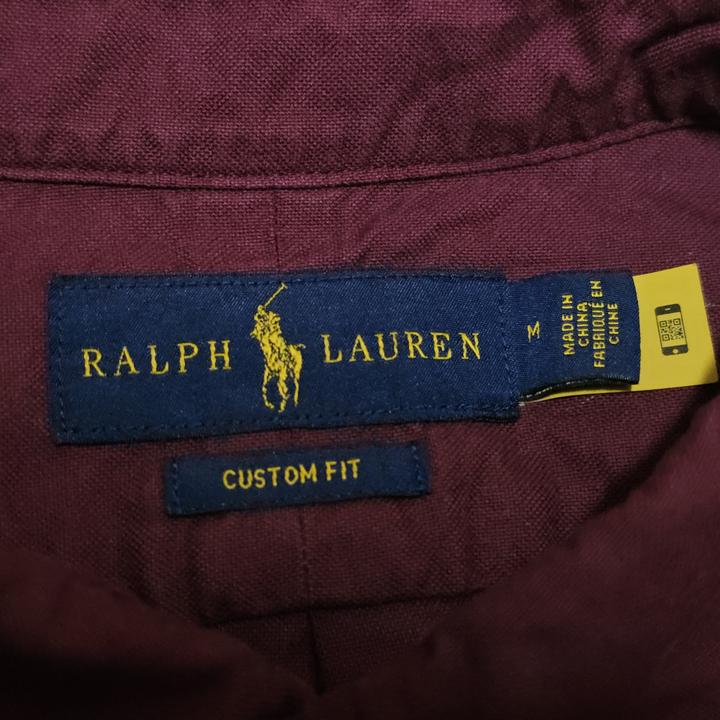 RALPH LAUREN
M
MADE IN
CHINA
FABRIQUÉ EN
CHINE
CUSTOM FIT